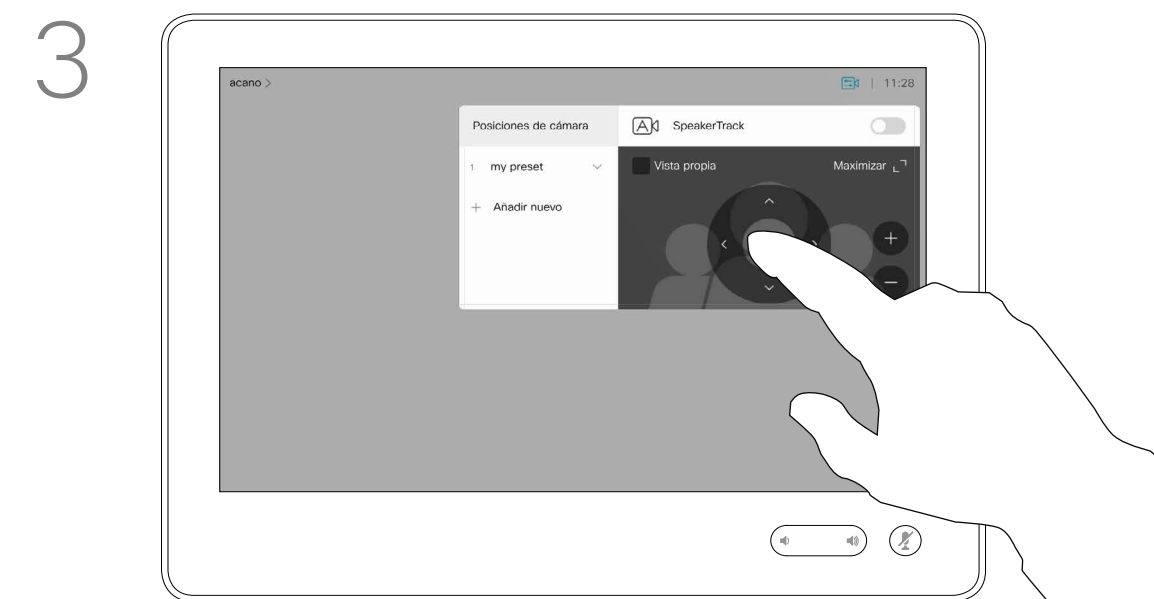 3
acano >
11:28
Posiciones de cámara
A SpeakerTrack
1 my preset
Vista propia
Maximizar
+ Añadir nuevo
+
−